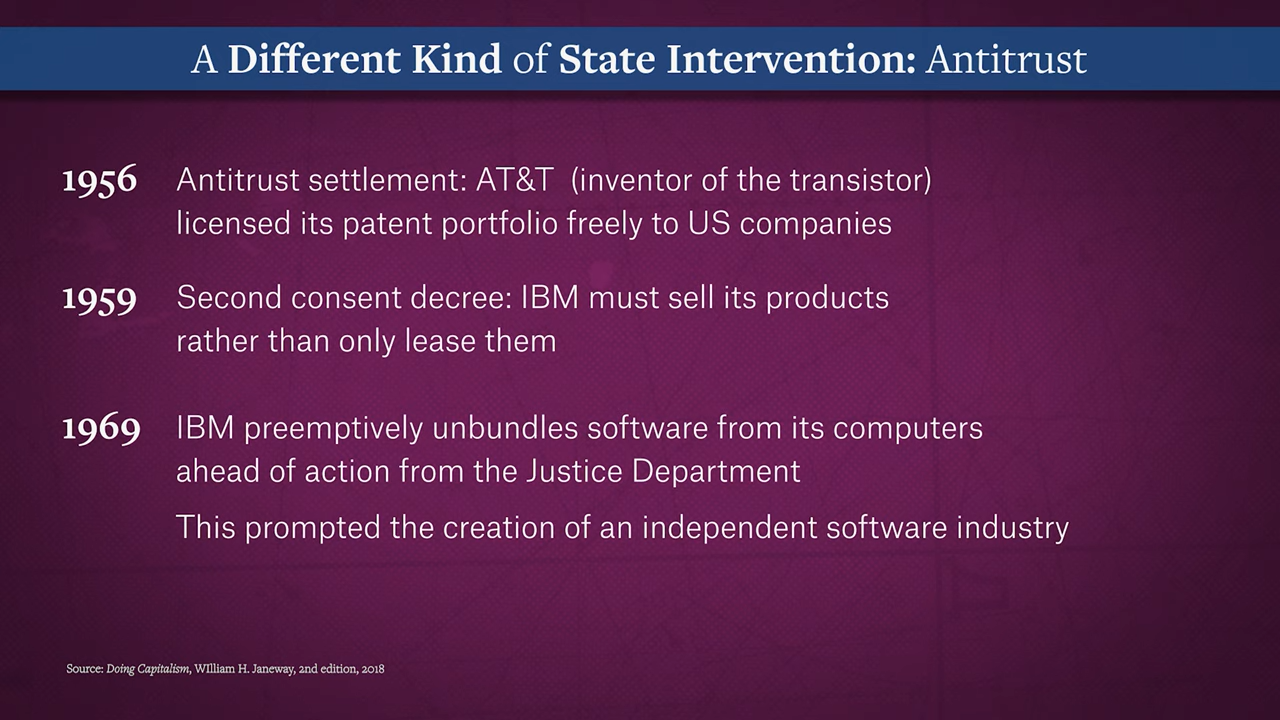 A Different Kind of State Intervention: Antitrust
1956 Antitrust settlement: AT&T (inventor of the transistor)
licensed its patent portfolio freely to US companies
1959 Second consent decree: IBM must sell its products
rather than only lease them
1969 IBM preemptively unbundles software from its computers
ahead of action from the Justice Department
This prompted the creation of an independent software industry
Source: Doing Capitalism, WIlliam H. Janeway, 2nd edition, 2018